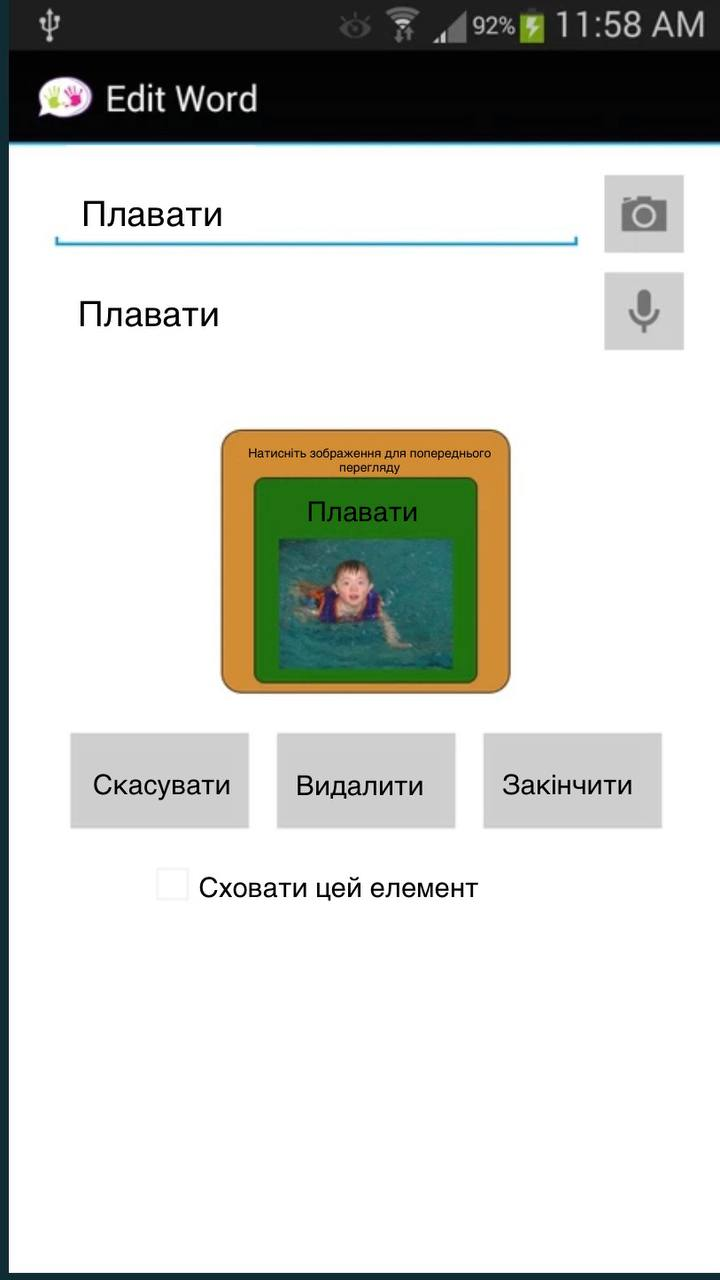 92% 11:58 AM
Edit Word
Плавати
Плавати
Натисніть зображення для попереднього
перегляду
Плавати
Скасувати Видалити Закінчити
Сховати цей елемент